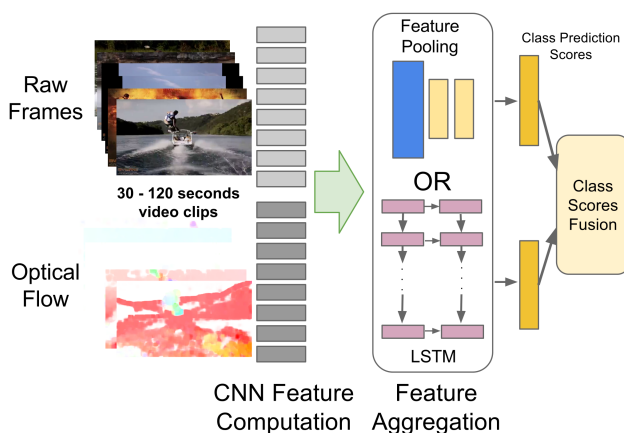 Raw
Frames
30 - 120 seconds
video clips
Optical
Flow
CNN Feature
Computation
Feature
Pooling
OR
LSTM
Feature
Aggregation
Class Prediction
Scores
Class
Scores
Fusion